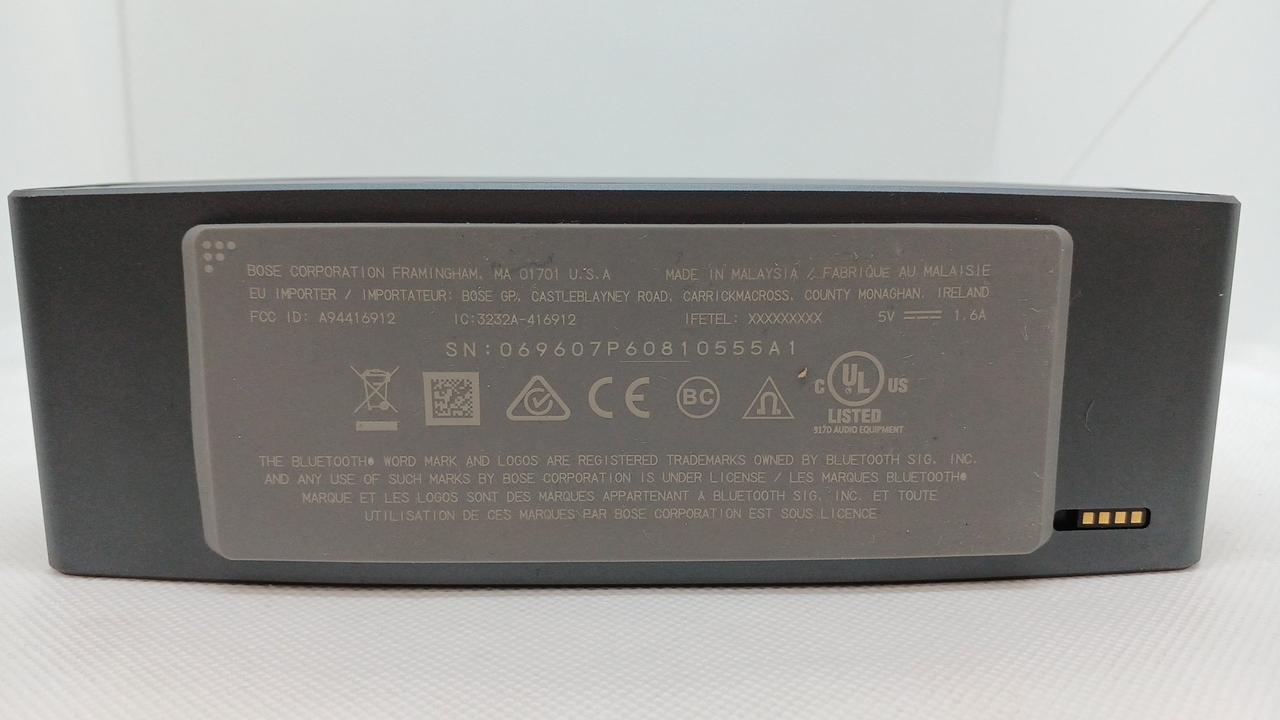 BOSE CORPORATION FRAMINGHAM, MA 01701 U.S.A MADE IN MALAYSIA / FABRIQUE AU MALAISIE
EU IMPORTER / IMPORTATEUR: BOSE GP, CASTLEBLAYNEY ROAD, CARRICKMACROSS, COUNTY MONAGHAN, IRELAND
FCC ID: A94416912 IC:3232A-416912 IFETEL: XXXXXXXXX 5V 1.6A
SN:069607P60810555A1
CE BC C UL US
LISTED
917D AUDIO EQUIPMENT
THE BLUETOOTH® WORD MARK AND LOGOS ARE REGISTERED TRADEMARKS OWNED BY BLUETOOTH SIG, INC.
AND ANY USE OF SUCH MARKS BY BOSE CORPORATION IS UNDER LICENSE / LES MARQUES BLUETOOTH®
MARQUE ET LES LOGOS SONT DES MARQUES APPARTENANT À BLUETOOTH SIG, INC. ET TOUTE
UTILISATION DE CES MARQUES PAR BOSE CORPORATION EST SOUS LICENCE